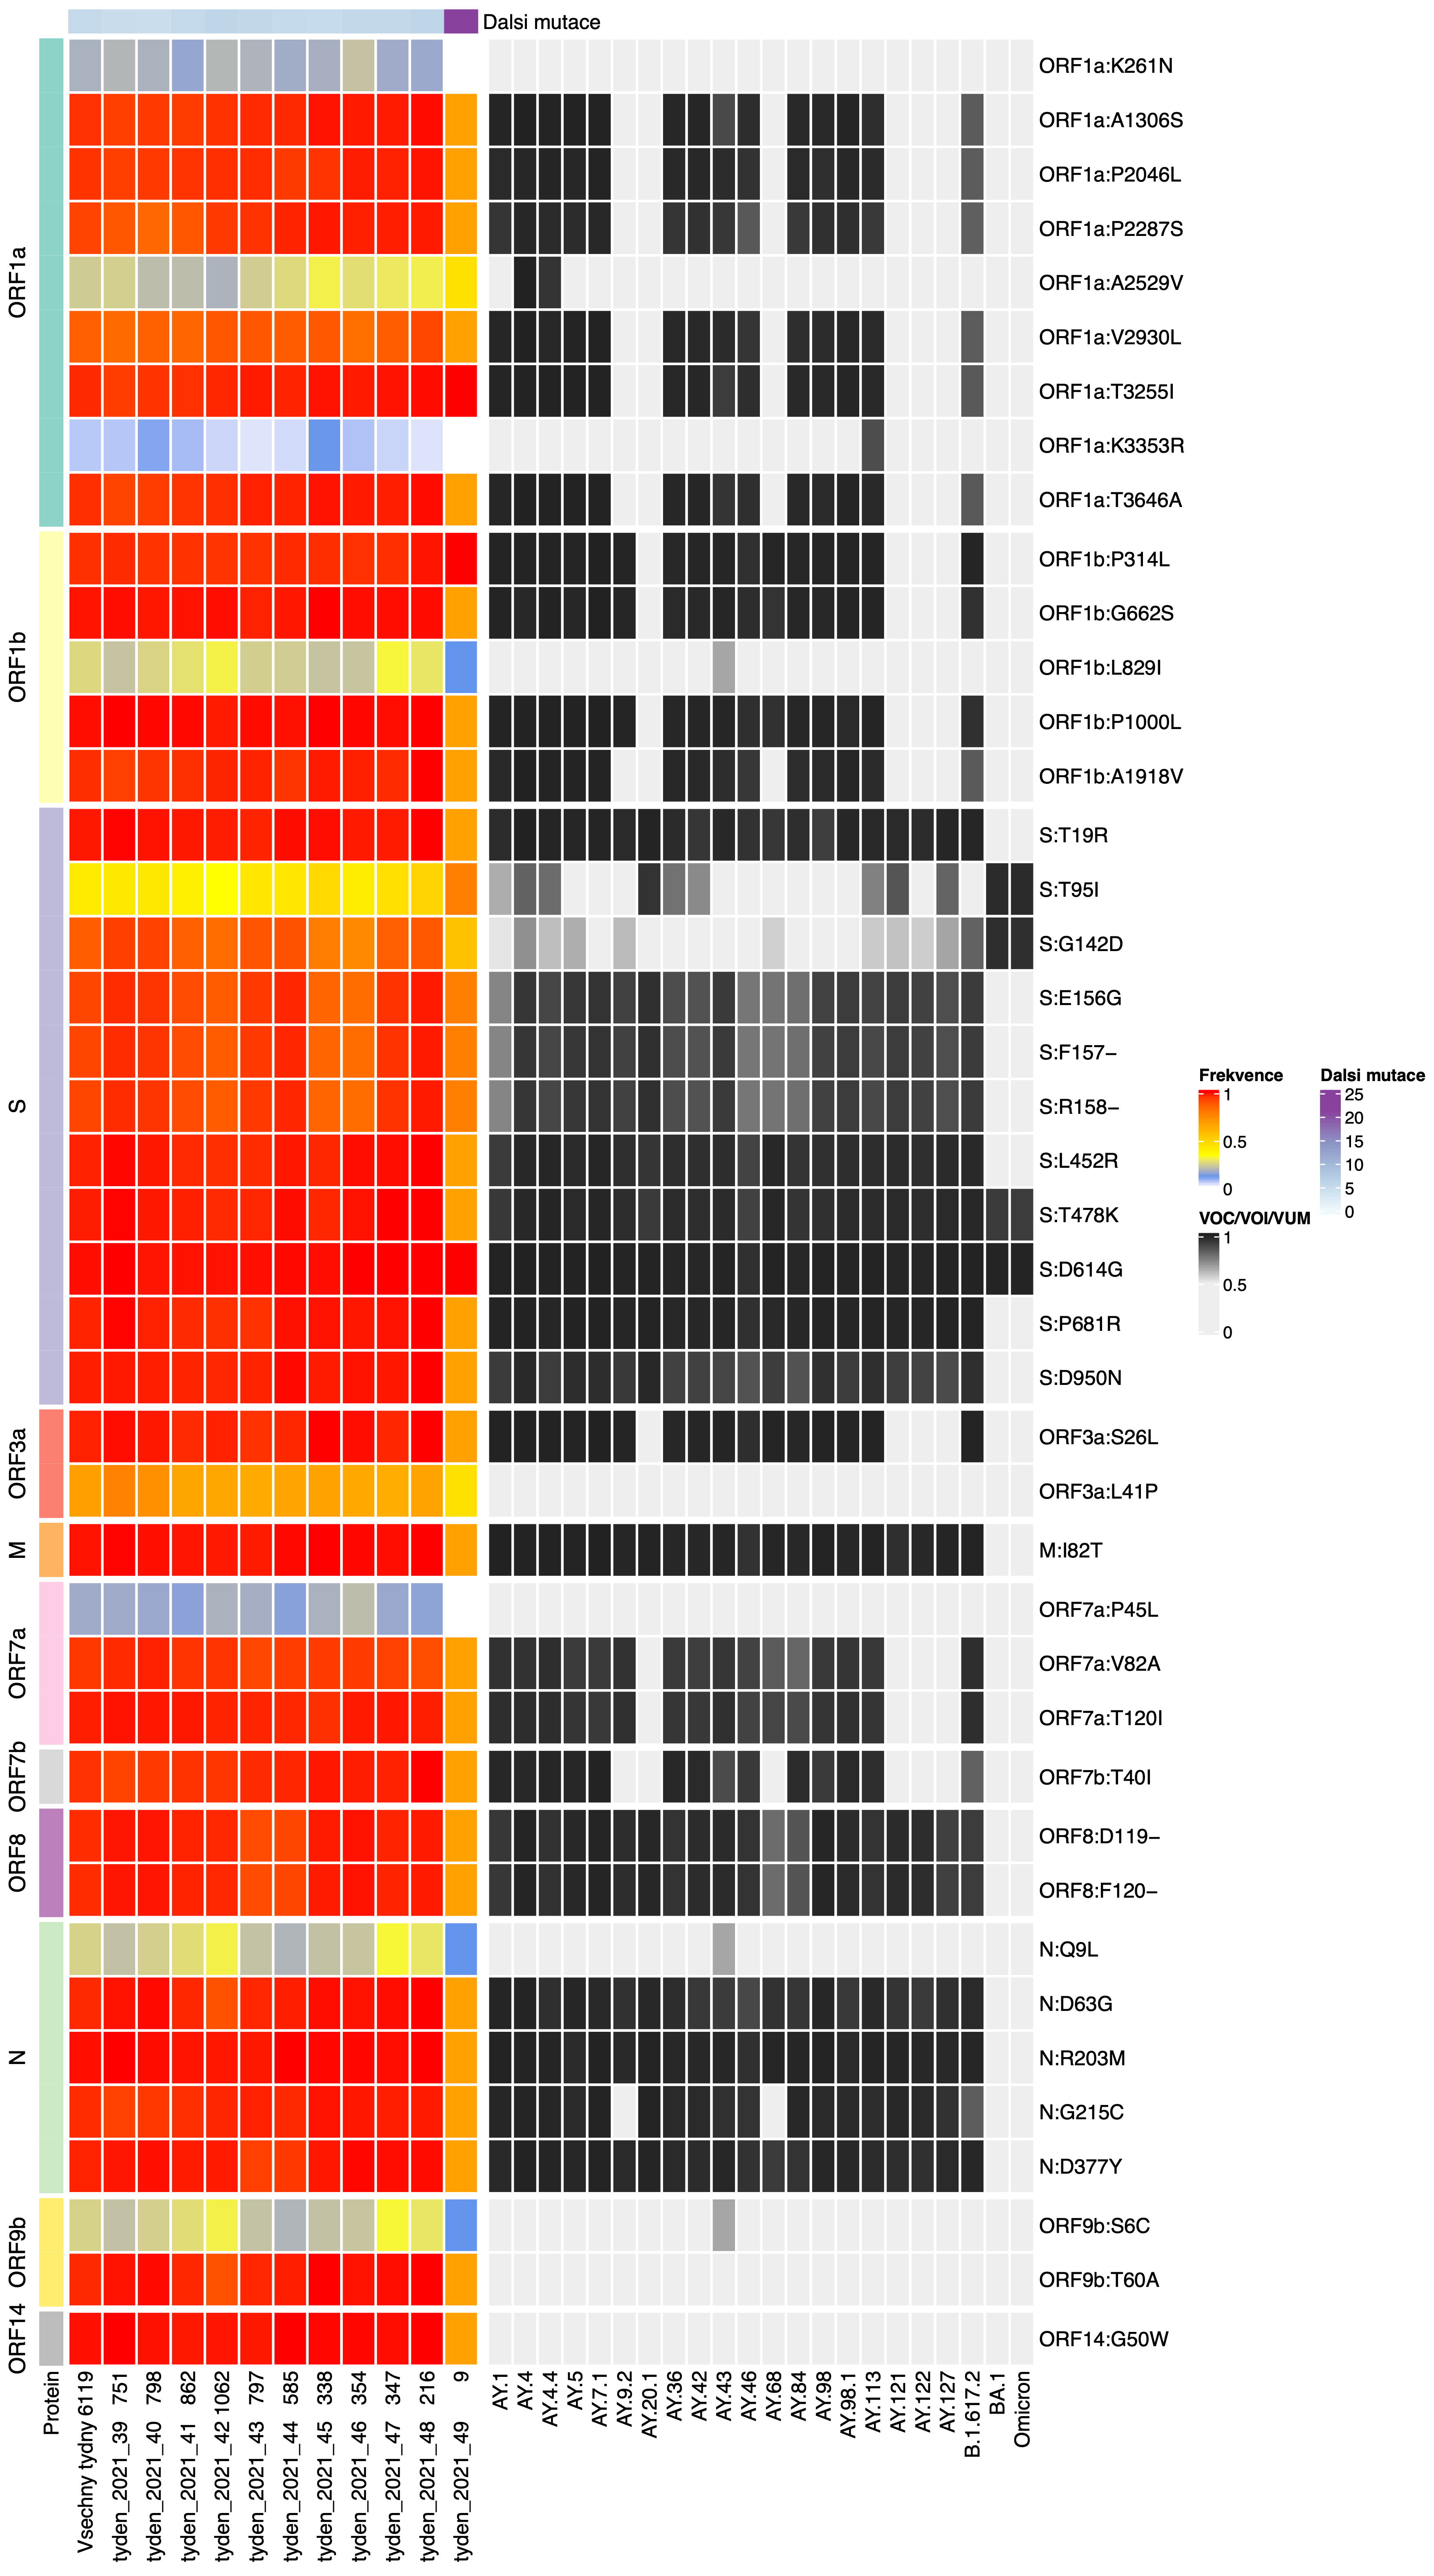 Dalsi mutace
ORF1a
ORF1a:K261N
ORF1a:A1306S
ORF1a:P2046L
ORF1a:P2287S
ORF1a:A2529V
ORF1a:V2930L
ORF1a:T3255I
ORF1a:K3353R
ORF1a:T3646A
ORF1b
ORF1b:P314L
ORF1b:G662S
ORF1b:L829I
ORF1b:P1000L
ORF1b:A1918V
S
S:T19R
S:T95I
S:G142D
S:E156G
S:F157–
S:R158–
S:L452R
S:T478K
S:D614G
S:P681R
S:D950N
ORF3a
ORF3a:S26L
ORF3a:L41P
M
M:I82T
ORF7a
ORF7a:P45L
ORF7a:V82A
ORF7a:T120I
ORF7b
ORF7b:T40I
ORF8
ORF8:D119–
ORF8:F120–
N
N:Q9L
N:D63G
N:R203M
N:G215C
N:D377Y
ORF9b
ORF9b:S6C
ORF9b:T60A
ORF14
ORF14:G50W
Frekvence
1
0.5
0
Dalsi mutace
25
20
15
10
5
0
VOC/VOI/VUM
1
0.5
0
Protein
Vsechny tydny 6119
tyden_2021_39 751
tyden_2021_40 798
tyden_2021_41 862
tyden_2021_42 1062
tyden_2021_43 797
tyden_2021_44 585
tyden_2021_45 338
tyden_2021_46 354
tyden_2021_47 347
tyden_2021_48 216
tyden_2021_49 9
AY.1
AY.4
AY.4.4
AY.5
AY.7.1
AY.9.2
AY.20.1
AY.36
AY.42
AY.43
AY.46
AY.68
AY.84
AY.98
AY.98.1
AY.113
AY.121
AY.122
AY.127
B.1.617.2
BA.1
Omicron